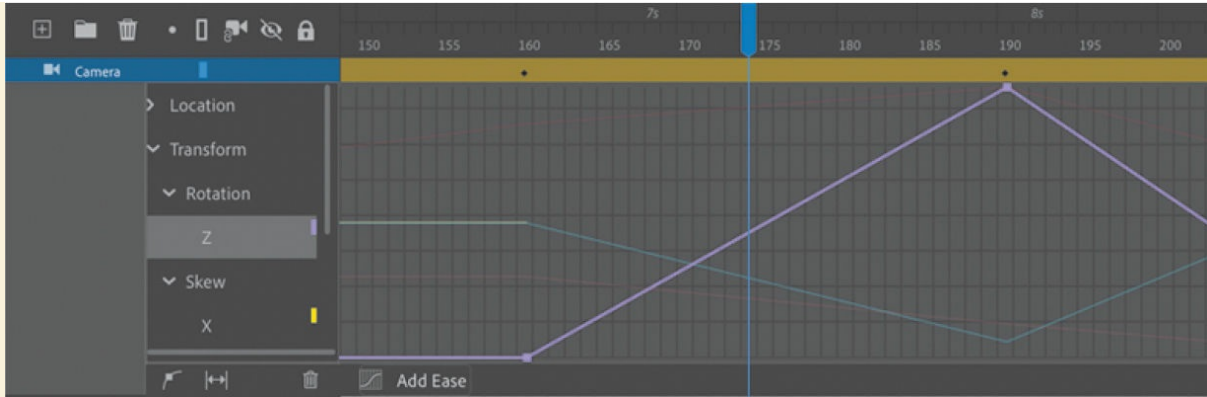 7s 8s
150 155 160 165 170 175 180 185 190 195 200
Camera
Location
Transform
Rotation
Z
Skew
X
Add Ease